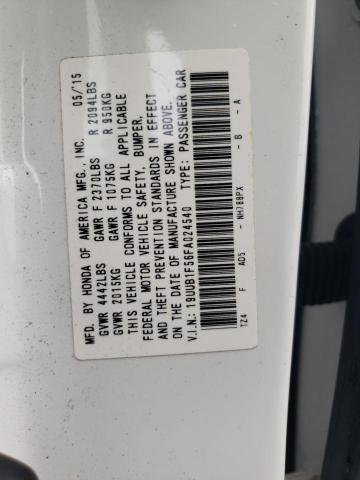 MFD. BY HONDA OF AMERICA MFG., INC. 05/15
GVWR 4442LBS GAWR F 2370LBS R 2094LBS
GVWR 2015KG GAWR F 1075KG R 950KG
THIS VEHICLE CONFORMS TO ALL APPLICABLE
FEDERAL MOTOR VEHICLE SAFETY, BUMPER,
AND THEFT PREVENTION STANDARDS IN EFFECT
ON THE DATE OF MANUFACTURE SHOWN ABOVE.
V.I.N.: 19UUB1F56FA024540 TYPE: PASSENGER CAR
TZ4 F AD5 - NH788PX - B - A